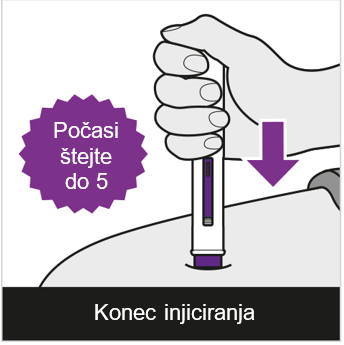 Počasi
štejte
do 5
Konec injiciranja